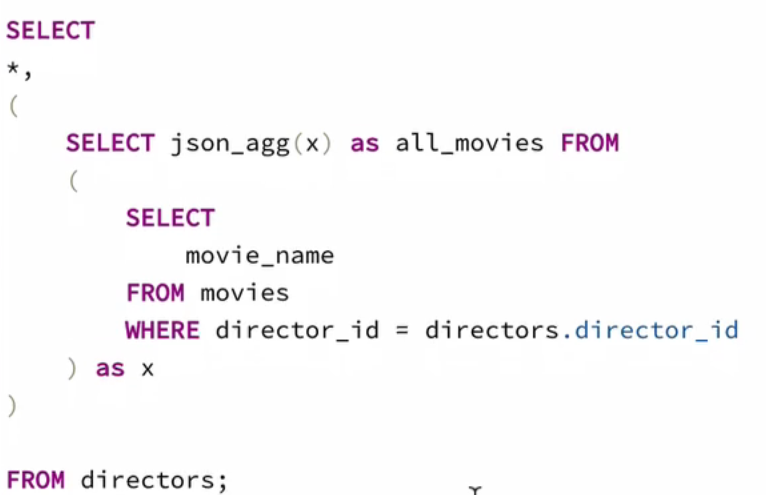 SELECT
*,
(
SELECT json_agg(x) as all_movies FROM
(
SELECT
movie_name
FROM movies
WHERE director_id = directors.director_id
) as x
)
FROM directors;